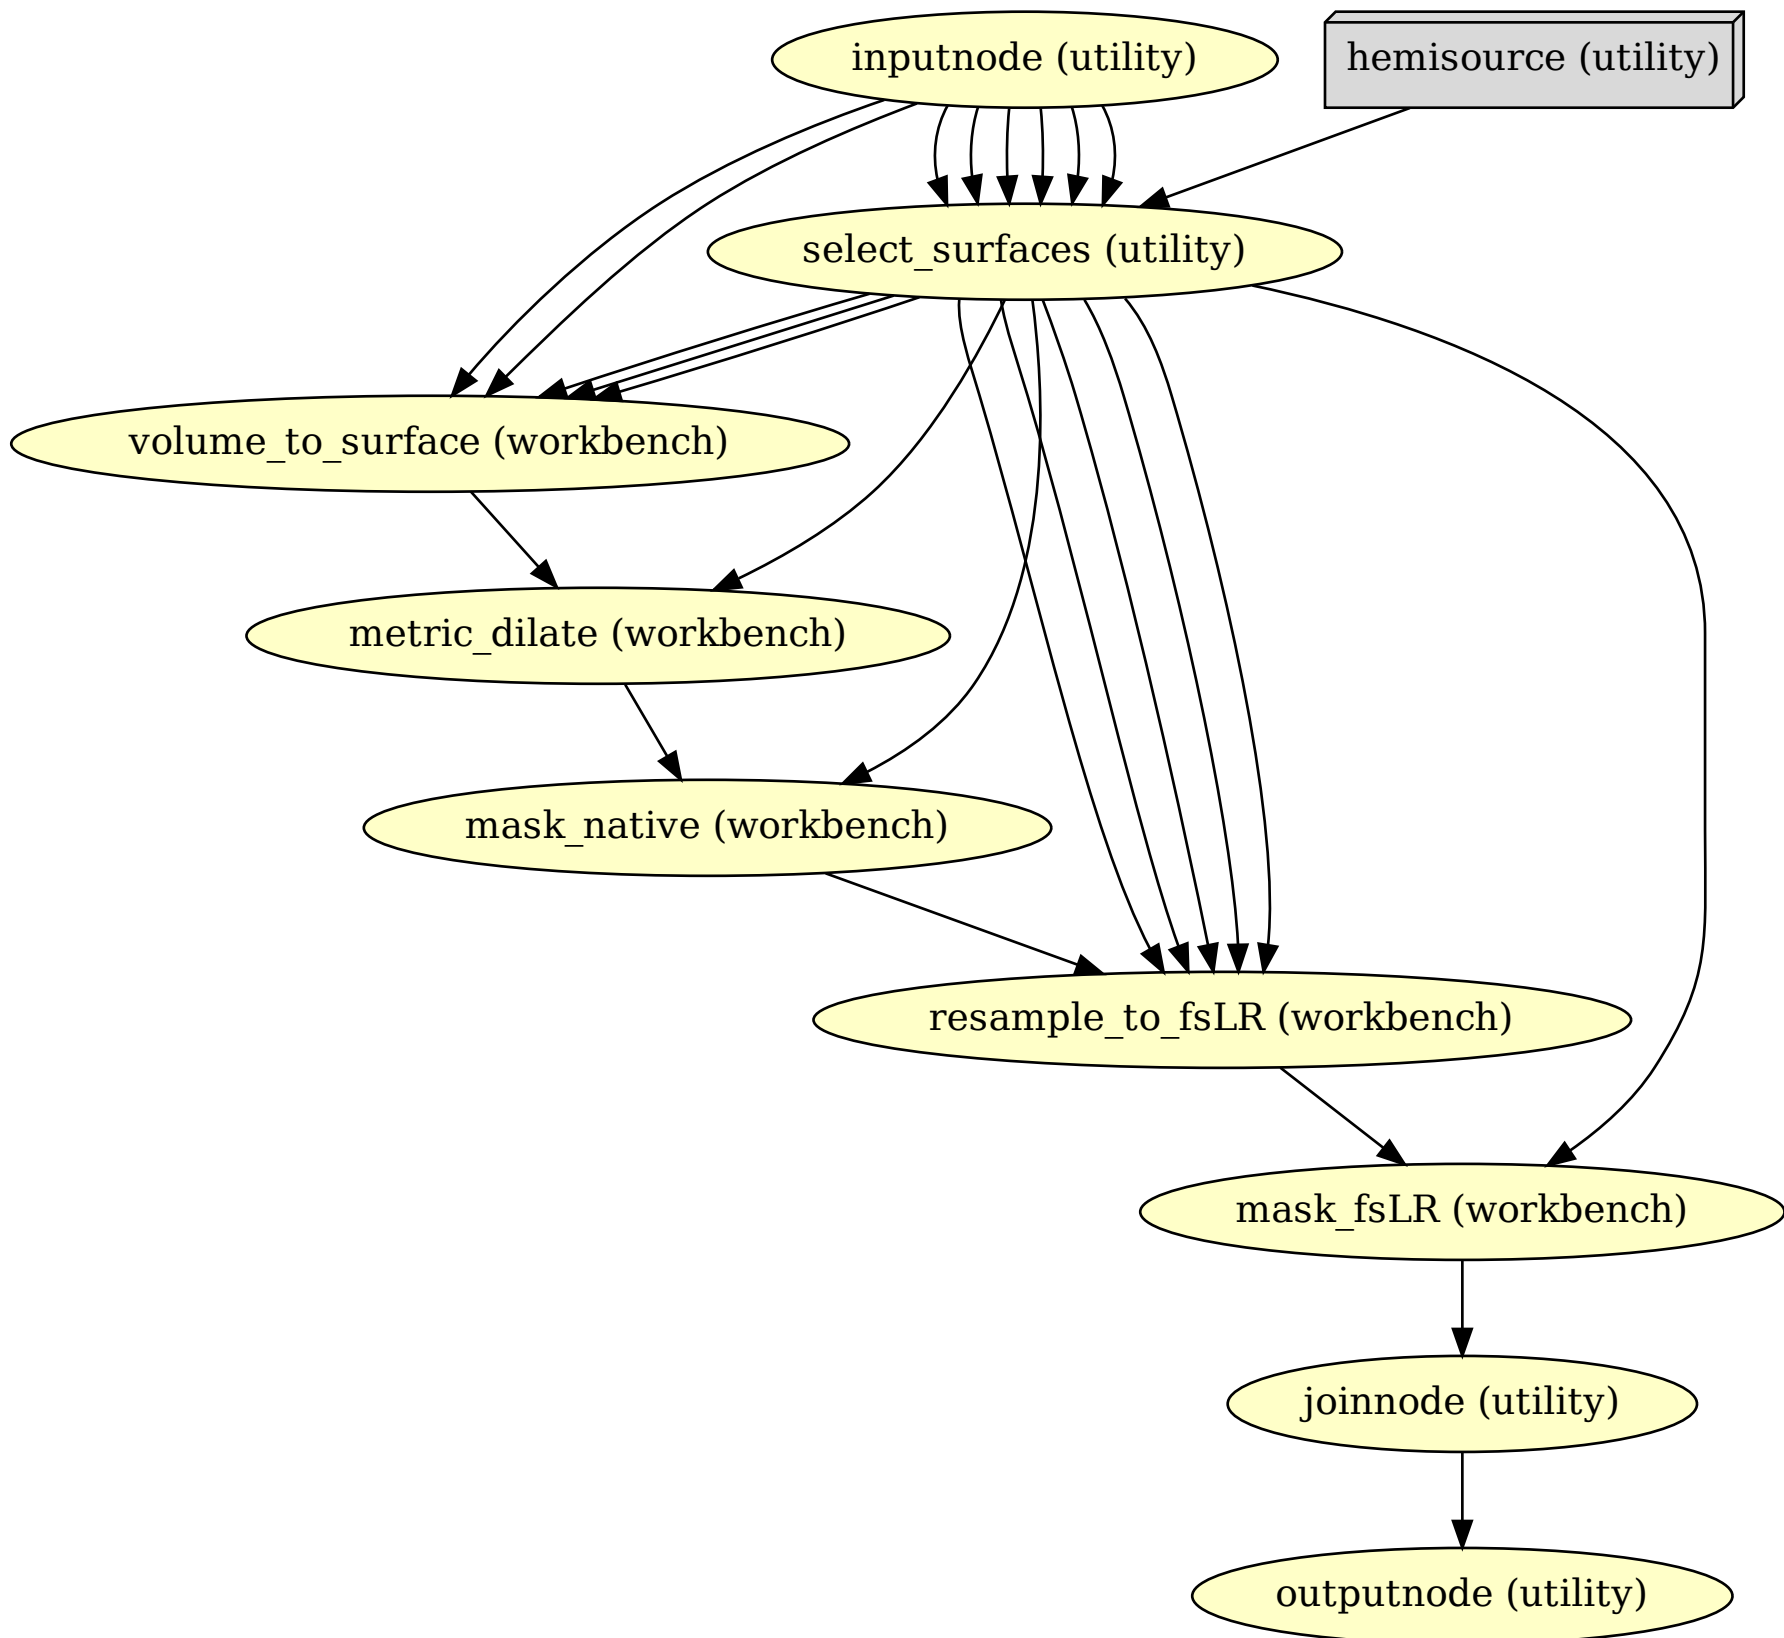 inputnode (utility)
hemisource (utility)
select_surfaces (utility)
volume_to_surface (workbench)
metric_dilate (workbench)
mask_native (workbench)
resample_to_fsLR (workbench)
mask_fsLR (workbench)
joinnode (utility)
outputnode (utility)